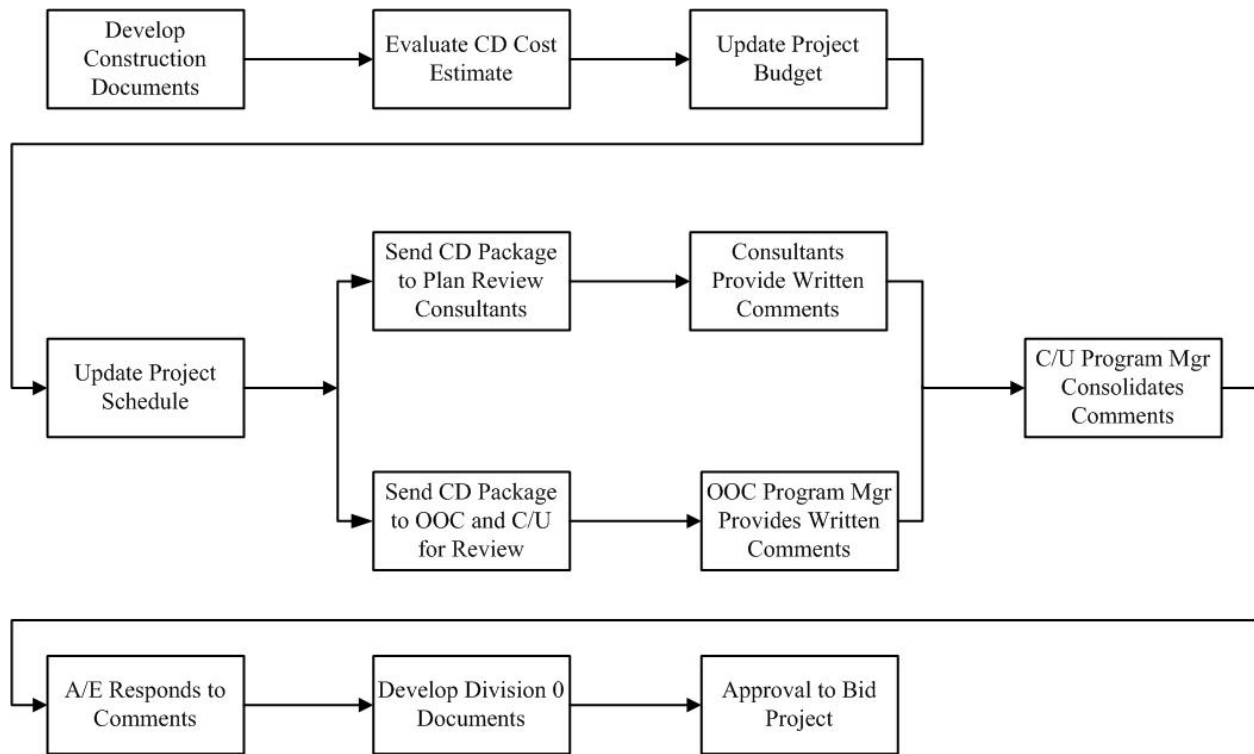 Develop
Construction
Documents
Evaluate CD Cost
Estimate
Update Project
Budget
Send CD Package
to Plan Review
Consultants
Consultants
Provide Written
Comments
Update Project
Schedule
C/U Program Mgr
Consolidates
Comments
Send CD Package
to OOC and C/U
for Review
OOC Program Mgr
Provides Written
Comments
A/E Responds to
Comments
Develop Division 0
Documents
Approval to Bid
Project